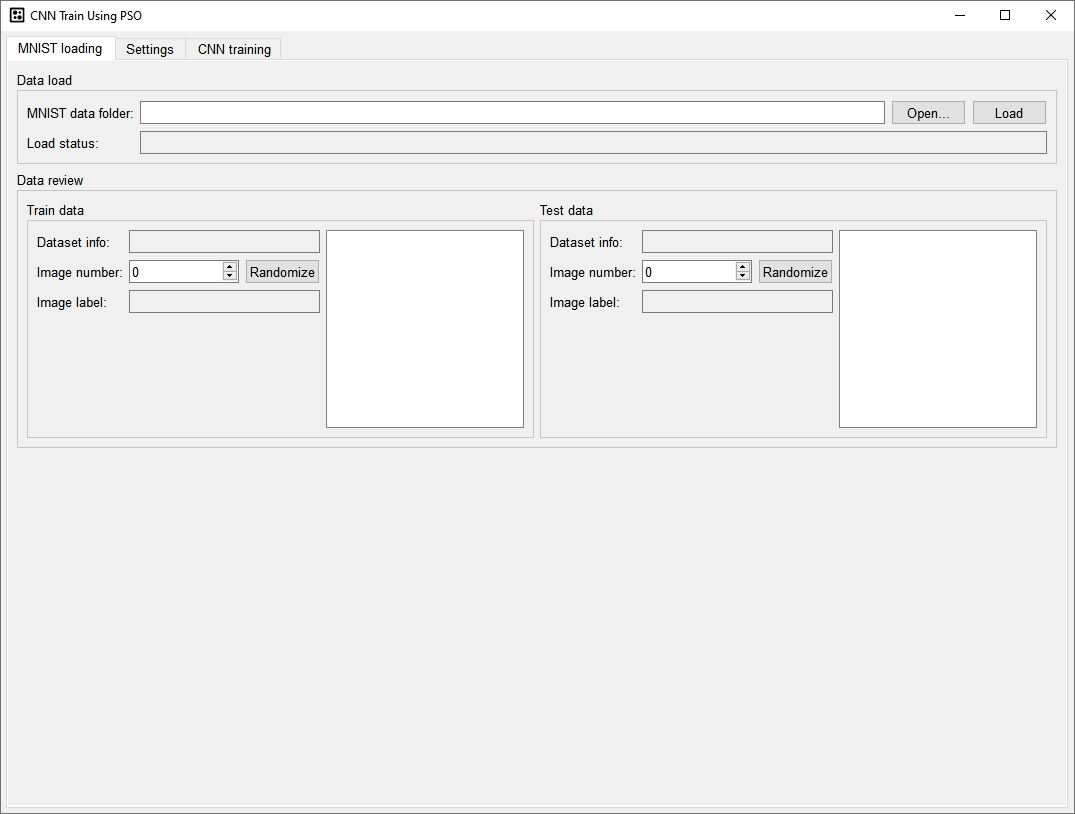 CNN Train Using PSO
MNIST loading Settings CNN training
Data load
MNIST data folder: Open... Load
Load status:
Data review
Train data Test data
Dataset info: Dataset info:
Image number: 0 Randomize Image number: 0 Randomize
Image label: Image label: